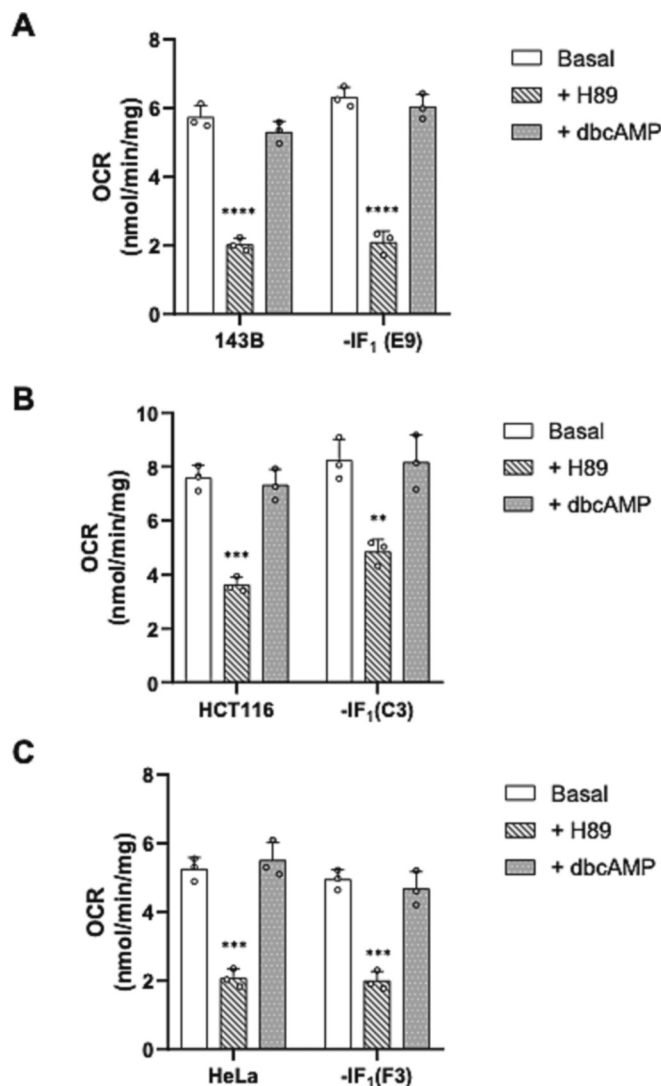 A
8
6
4
2
0
OCR
(nmol/min/mg)
****
****
143B
-IF₁ (E9)
Basal
+ H89
+ dbcAMP
B
10
8
6
4
2
0
OCR
(nmol/min/mg)
***
**
HCT116
-IF₁(C3)
Basal
+ H89
+ dbcAMP
C
8
6
4
2
0
OCR
(nmol/min/mg)
***
***
HeLa
-IF₁(F3)
Basal
+ H89
+ dbcAMP